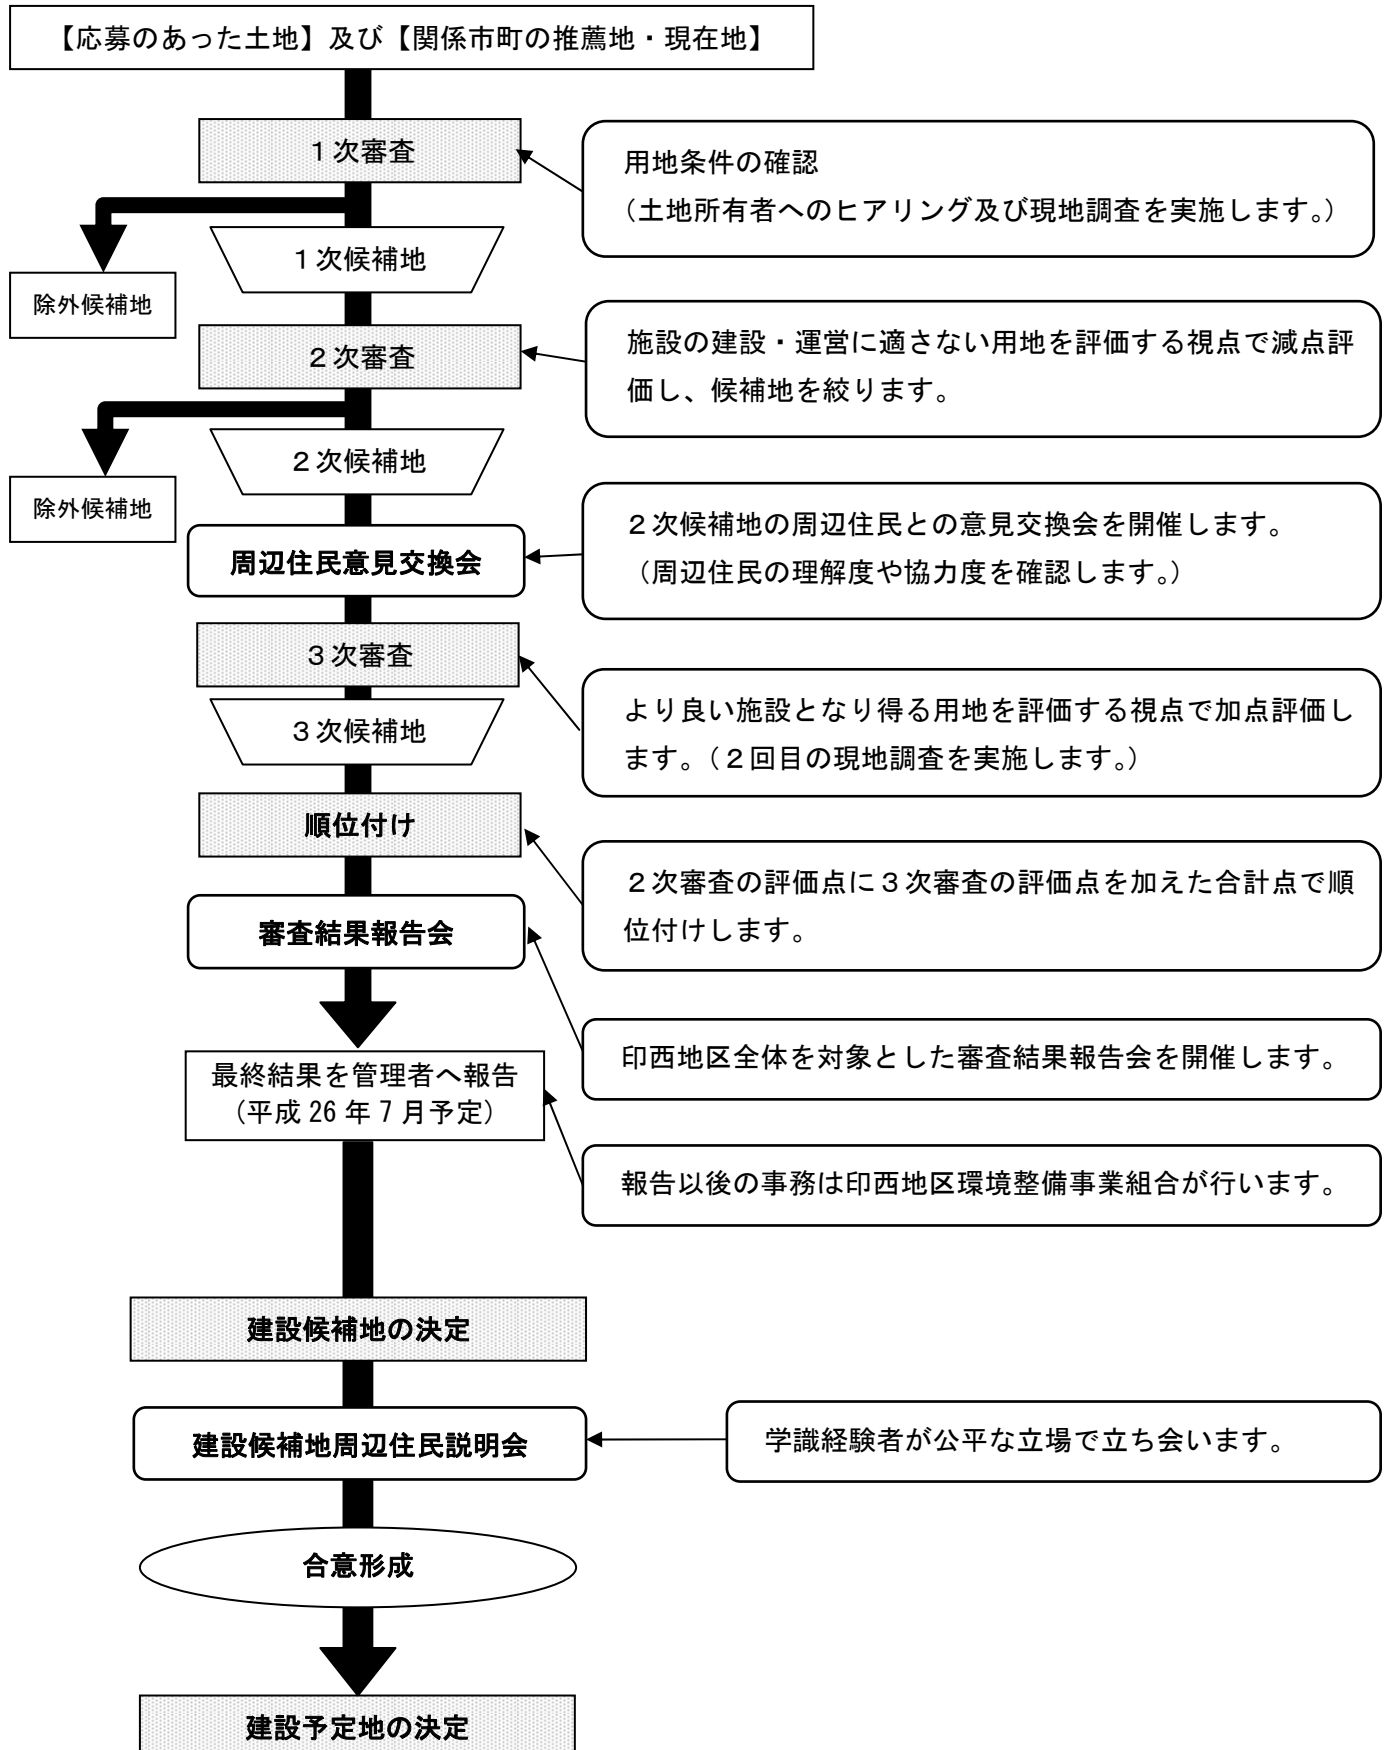 【応募のあった土地】及び【関係市町の推薦地・現在地】
１次審査
用地条件の確認
（土地所有者へのヒアリング及び現地調査を実施します。）
１次候補地
除外候補地
２次審査
施設の建設・運営に適さない用地を評価する視点で減点評
価し、候補地を絞ります。
２次候補地
除外候補地
２次候補地の周辺住民との意見交換会を開催します。
（周辺住民の理解度や協力度を確認します。）
周辺住民意見交換会
３次審査
より良い施設となり得る用地を評価する視点で加点評価し
ます。（２回目の現地調査を実施します。）
３次候補地
順位付け
２次審査の評価点に３次審査の評価点を加えた合計点で順
位付けします。
審査結果報告会
印西地区全体を対象とした審査結果報告会を開催します。
最終結果を管理者へ報告
（平成 26 年 7 月予定）
報告以後の事務は印西地区環境整備事業組合が行います。
建設候補地の決定
建設候補地周辺住民説明会
学識経験者が公平な立場で立ち会います。
合意形成
建設予定地の決定